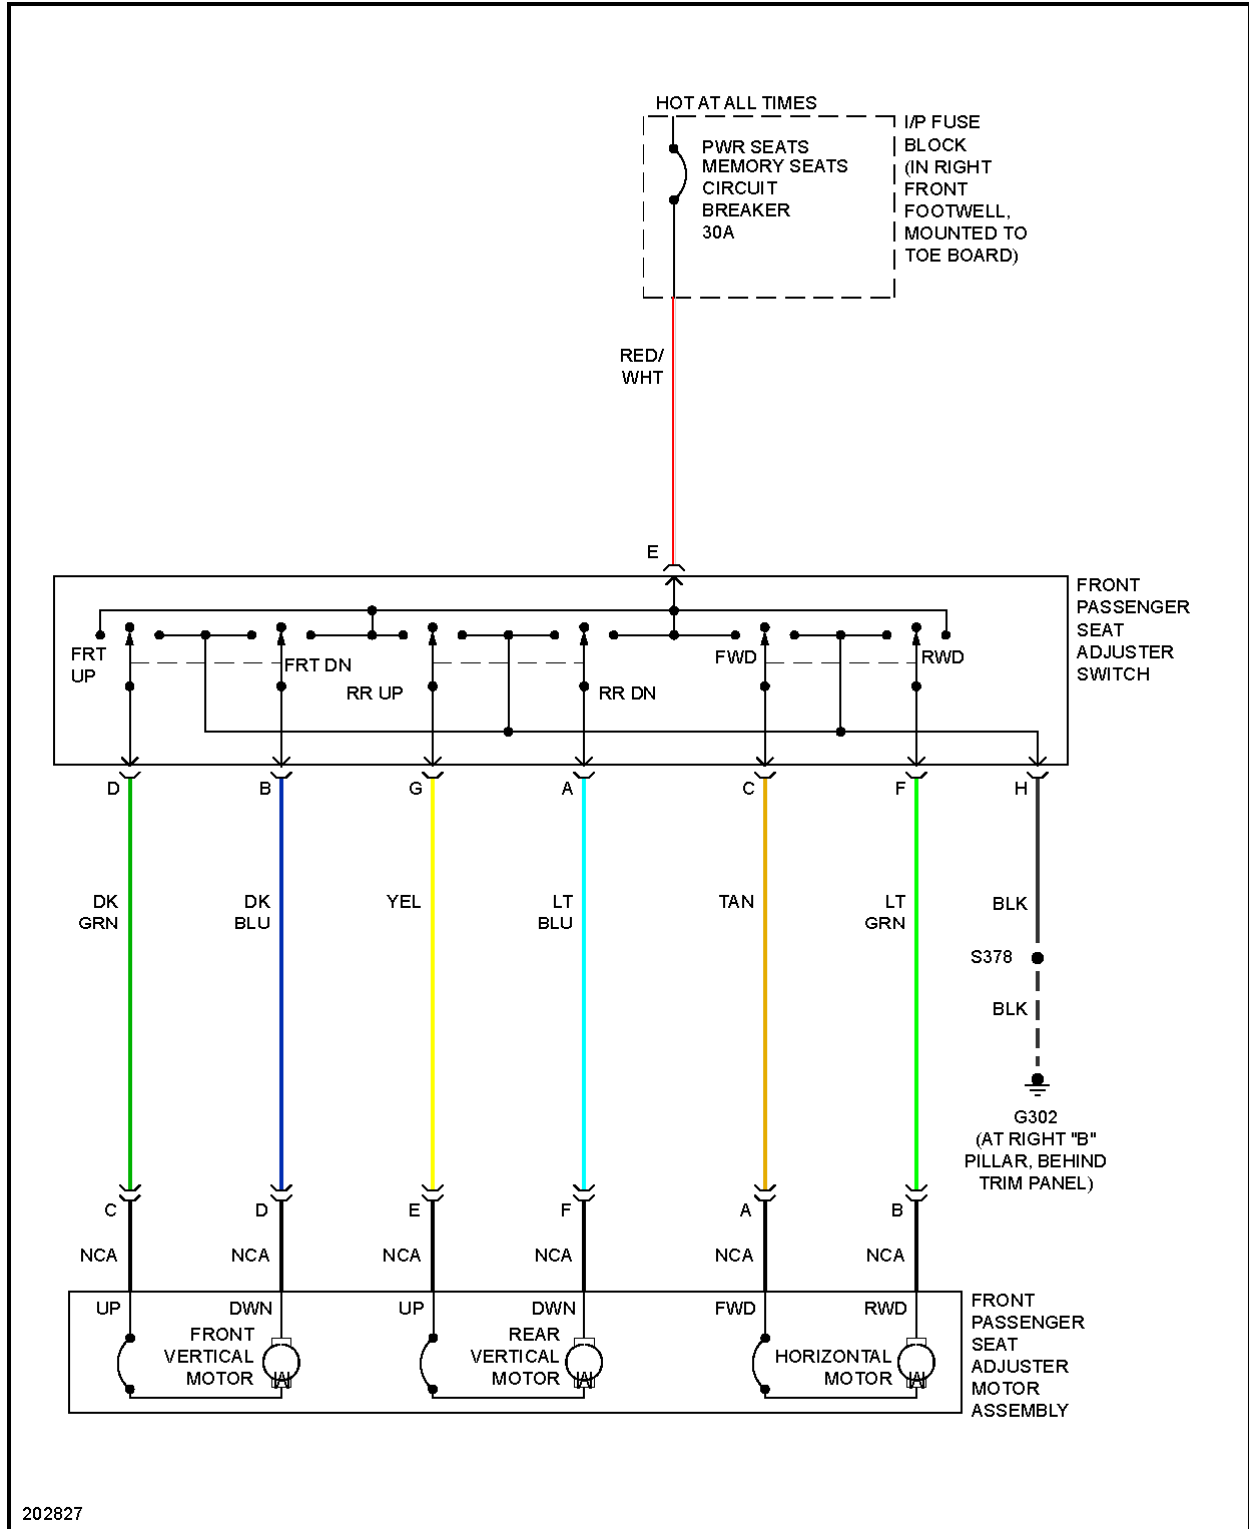 HOT AT ALL TIMES
PWR SEATS
MEMORY SEATS
CIRCUIT
BREAKER
30A
I/P FUSE
BLOCK
(IN RIGHT
FRONT
FOOTWELL,
MOUNTED TO
TOE BOARD)
RED/
WHT
E
FRONT
PASSENGER
SEAT
ADJUSTER
SWITCH
FRT
UP
FRT DN
RR UP
RR DN
FWD
RWD
D
B
G
A
C
F
H
DK
GRN
DK
BLU
YEL
LT
BLU
TAN
LT
GRN
BLK
S378
BLK
G302
(AT RIGHT "B"
PILLAR, BEHIND
TRIM PANEL)
C
D
E
F
A
B
NCA
NCA
NCA
NCA
NCA
NCA
UP
DWN
UP
DWN
FWD
RWD
FRONT
VERTICAL
MOTOR
REAR
VERTICAL
MOTOR
HORIZONTAL
MOTOR
FRONT
PASSENGER
SEAT
ADJUSTER
MOTOR
ASSEMBLY
202827